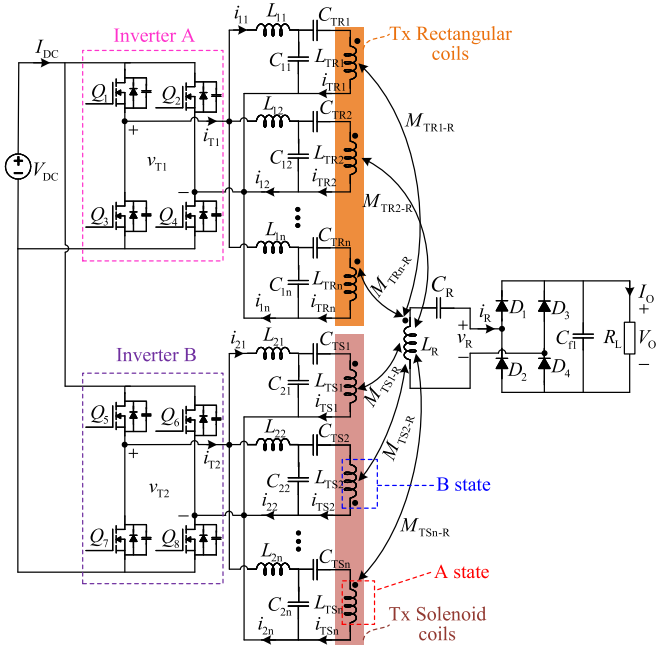 Inverter A
I_DC
Q_1
Q_2
Q_3
Q_4
+
v_T1
−
i_T1
V_DC
i_11
L_11
C_TR1
C_11
L_TR1
i_TR1
L_12
C_TR2
C_12
L_TR2
i_12
i_TR2
L_1n
C_TRn
C_1n
L_TRn
i_1n
i_TRn
Tx Rectangular
coils
M_TR1-R
M_TR2-R
M_TRn-R
C_R
L_R
i_R
+
v_R
−
D_1
D_3
D_2
D_4
C_f1
R_L
I_O
+
V_O
−
Inverter B
Q_5
Q_6
Q_7
Q_8
+
v_T2
−
i_T2
i_21
L_21
C_TS1
C_21
L_TS1
i_TS1
L_22
C_TS2
C_22
L_TS2
i_22
i_TS2
L_2n
C_TSn
C_2n
L_TSn
i_2n
i_TSn
M_TS1-R
M_TS2-R
M_TSn-R
B state
A state
Tx Solenoid
coils